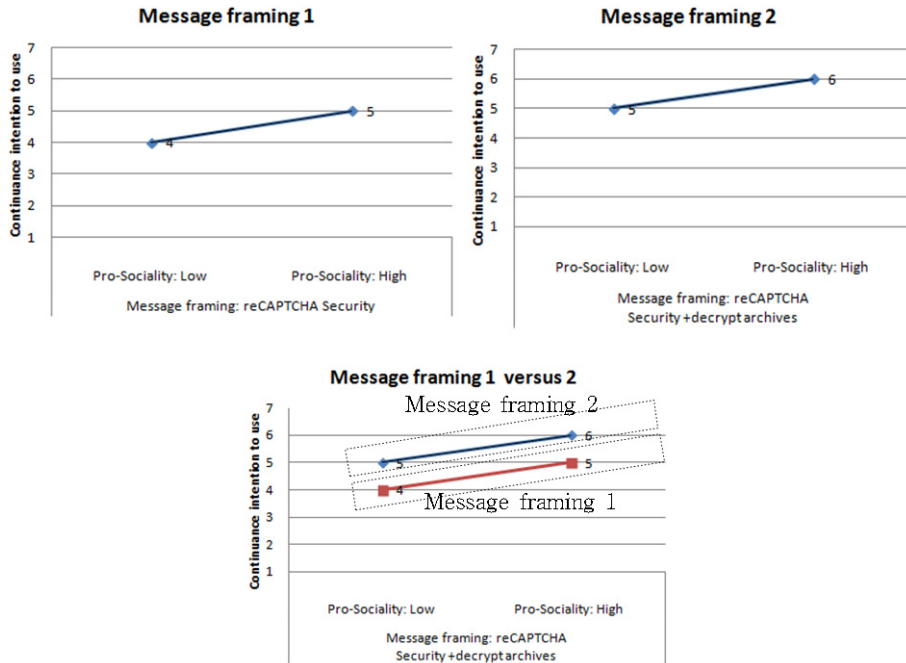 Message framing 1
Continuance intention to use
7
6
5
4
3
2
1
4
5
Pro-Sociality: Low
Pro-Sociality: High
Message framing: reCAPTCHA Security
Message framing 2
Continuance intention to use
7
6
5
4
3
2
1
5
6
Pro-Sociality: Low
Pro-Sociality: High
Message framing: reCAPTCHA
Security+decrypt archives
Message framing 1 versus 2
Continuance intention to use
7
6
5
4
3
2
1
Message framing 2
5
6
4
5
Message framing 1
Pro-Sociality: Low
Pro-Sociality: High
Message framing: reCAPTCHA
Security+decrypt archives